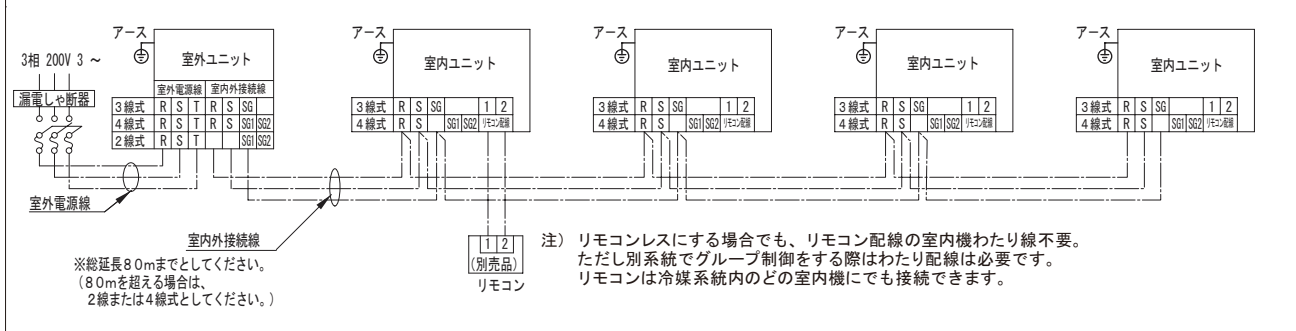 3相 200V 3 ~
漏電しゃ断器
室外電源線
アース
室外ユニット
室外電源線 室内外接続線
3線式 R S T R S SG
4線式 R S T R S SG1 SG2
2線式 R S T SG1 SG2
室内外接続線
※総延長80mまでとしてください。
(80mを超える場合は、
2線または4線式としてください。)
アース
室内ユニット
3線式 R S SG 1 2
4線式 R S SG1 SG2 リモコン配線
1 2
(別売品)
リモコン
アース
室内ユニット
3線式 R S SG 1 2
4線式 R S SG1 SG2 リモコン配線
アース
室内ユニット
3線式 R S SG 1 2
4線式 R S SG1 SG2 リモコン配線
アース
室内ユニット
3線式 R S SG 1 2
4線式 R S SG1 SG2 リモコン配線
注) リモコンレスにする場合でも、リモコン配線の室内機わたり線不要。
ただし別系統でグループ制御をする際はわたり配線は必要です。
リモコンは冷媒系統内のどの室内機にでも接続できます。